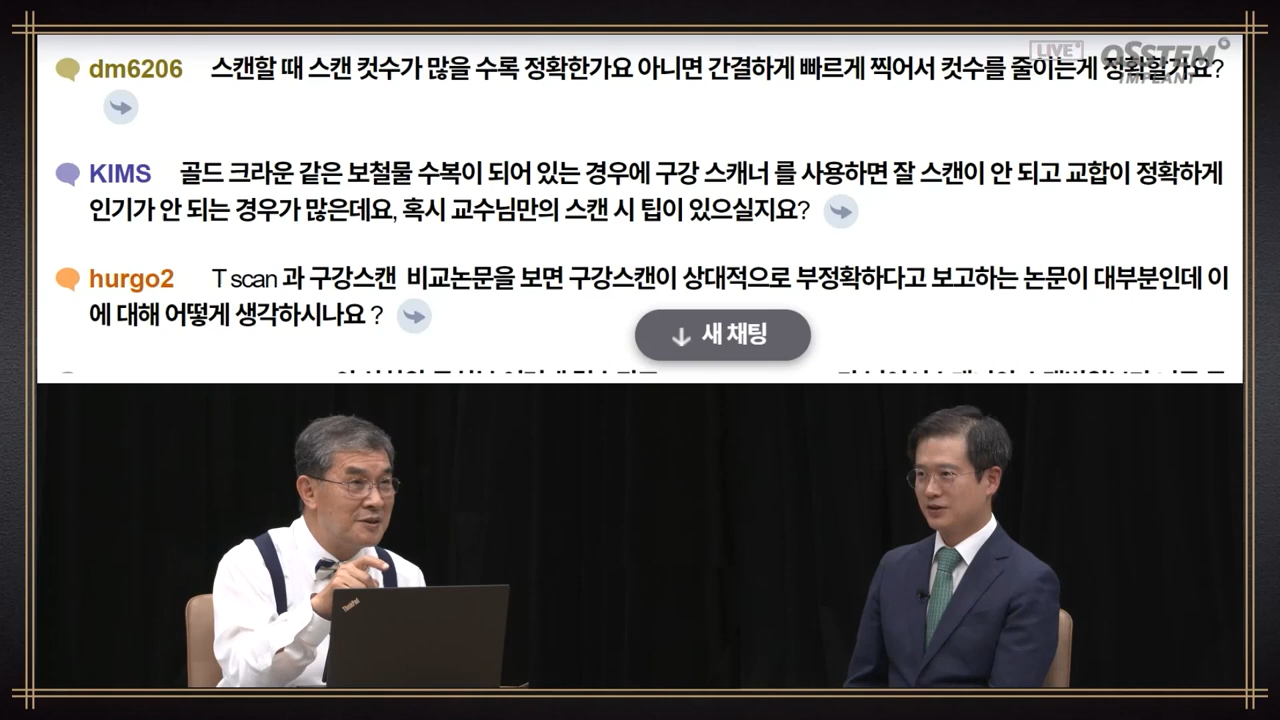 LIVE
OSSTEM
IMPLANT
dm6206 스캔할 때 스캔 컷수가 많을 수록 정확한가요 아니면 간결하게 빠르게 찍어서 컷수를 줄이는게 정확할가요?
KIMS 골드 크라운 같은 보철물 수복이 되어 있는 경우에 구강 스캐너 를 사용하면 잘 스캔이 안 되고 교합이 정확하게
인기가 안 되는 경우가 많은데요, 혹시 교수님만의 스캔 시 팁이 있으실지요?
hurgo2 T scan 과 구강스캔 비교논문을 보면 구강스캔이 상대적으로 부정확하다고 보고하는 논문이 대부분인데 이
에 대해 어떻게 생각하시나요 ?
↓ 새 채팅
ThinkPad